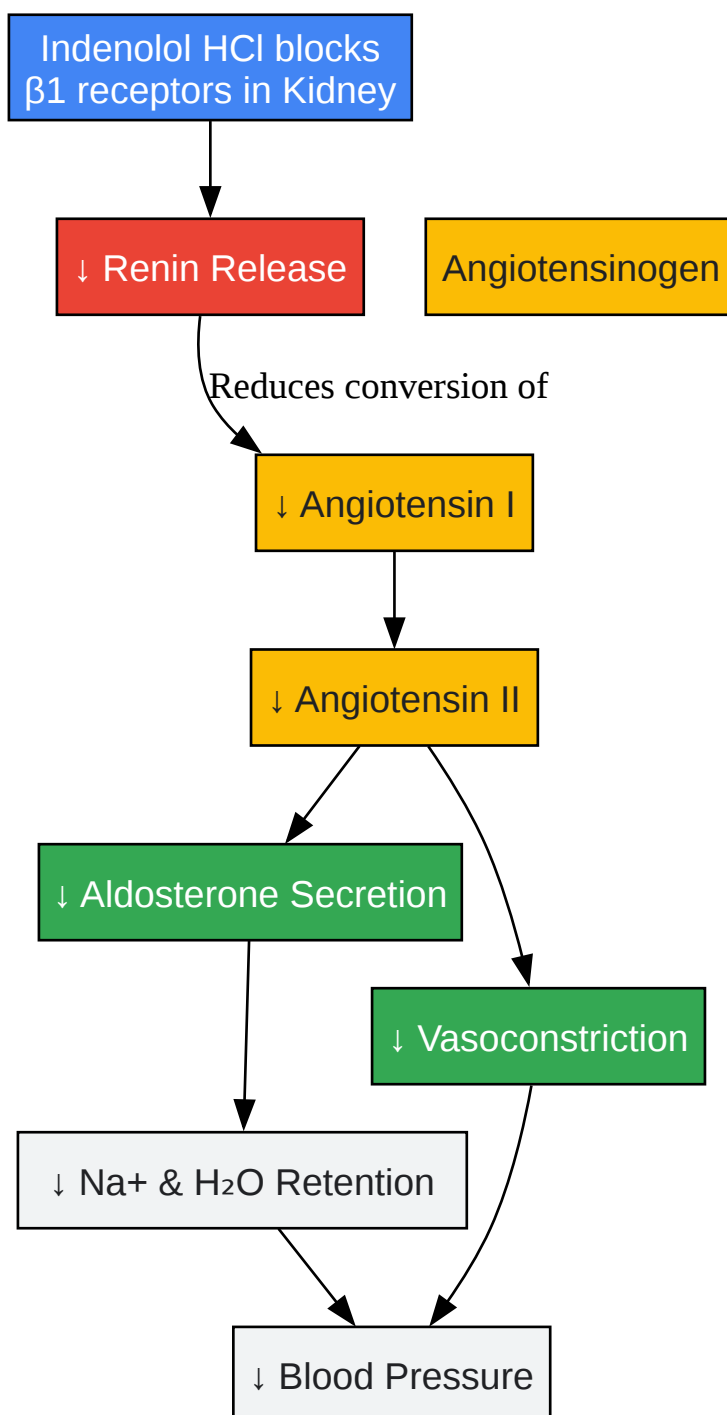 Indenolol HCl blocks
β1 receptors in Kidney
↓ Renin Release
Angiotensinogen
Reduces conversion of
↓ Angiotensin I
↓ Angiotensin II
↓ Aldosterone Secretion
↓ Vasoconstriction
↓ Na+ & H₂O Retention
↓ Blood Pressure